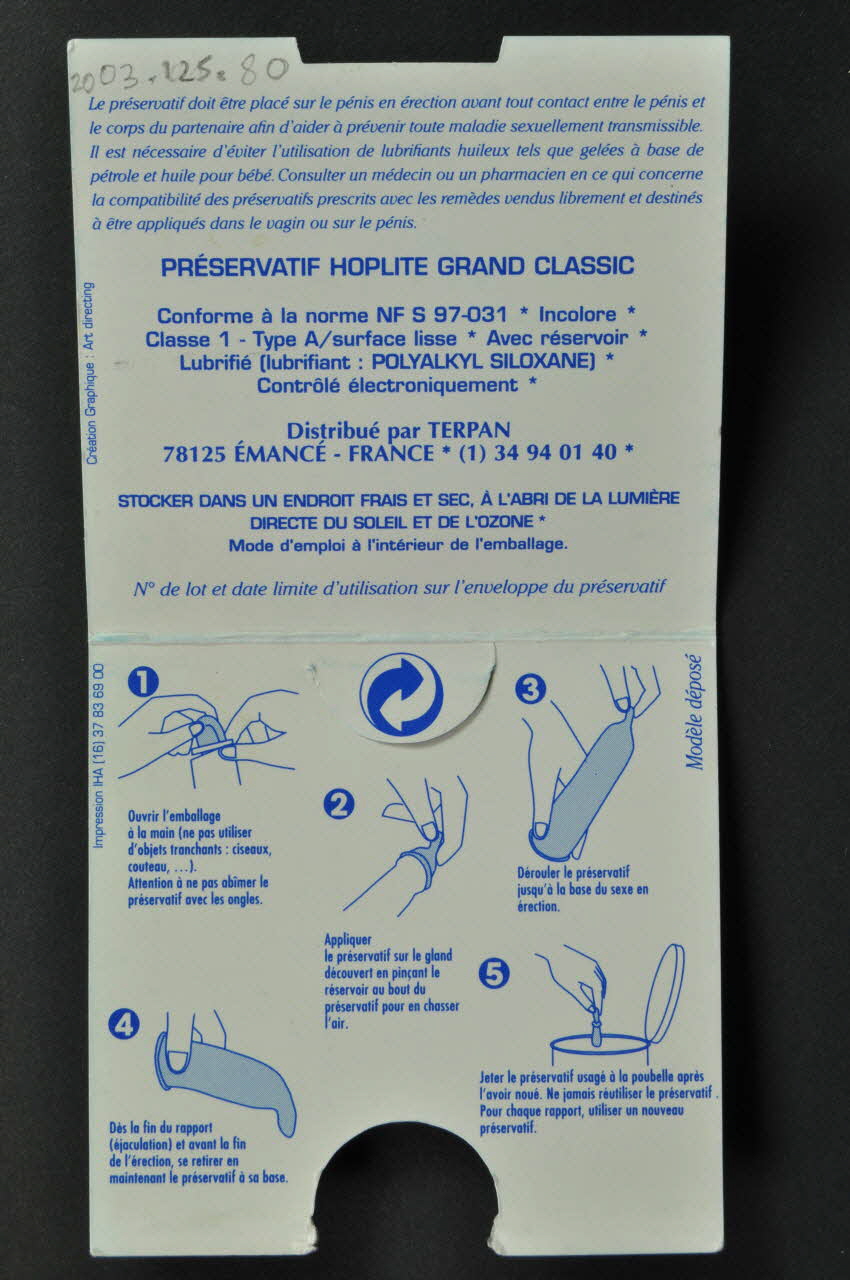 2003.125.80
Le préservatif doit être placé sur le pénis en érection avant tout contact entre le pénis et
le corps du partenaire afin d'aider à prévenir toute maladie sexuellement transmissible.
Il est nécessaire d'éviter l'utilisation de lubrifiants huileux tels que gelées à base de
pétrole et huile pour bébé. Consulter un médecin ou un pharmacien en ce qui concerne
la compatibilité des préservatifs prescrits avec les remèdes vendus librement et destinés
à être appliqués dans le vagin ou sur le pénis.
PRÉSERVATIF HOPLITE GRAND CLASSIC
Conforme à la norme NF S 97-031 * Incolore *
Classe 1 - Type A/surface lisse * Avec réservoir *
Lubrifié (lubrifiant : POLYALKYL SILOXANE) *
Contrôlé électroniquement *
Création Graphique : Art directing
Distribué par TERPAN
78125 ÉMANCÉ - FRANCE * (1) 34 94 01 40 *
STOCKER DANS UN ENDROIT FRAIS ET SEC, À L'ABRI DE LA LUMIÈRE
DIRECTE DU SOLEIL ET DE L'OZONE *
Mode d'emploi à l'intérieur de l'emballage.
N° de lot et date limite d'utilisation sur l'enveloppe du préservatif
Impression IHA (16) 37 83 69 00
Modèle déposé
1
Ouvrir l'emballage
à la main (ne pas utiliser
d'objets tranchants : ciseaux,
couteau, ...).
Attention à ne pas abîmer le
préservatif avec les ongles.
2
Appliquer
le préservatif sur le gland
découvert en pinçant le
réservoir au bout du
préservatif pour en chasser
l'air.
3
Dérouler le préservatif
jusqu'à la base du sexe en
érection.
4
Dès la fin du rapport
(éjaculation) et avant la fin
de l'érection, se retirer en
maintenant le préservatif à sa base.
5
Jeter le préservatif usagé à la poubelle après
l'avoir noué. Ne jamais réutiliser le préservatif .
Pour chaque rapport, utiliser un nouveau
préservatif.